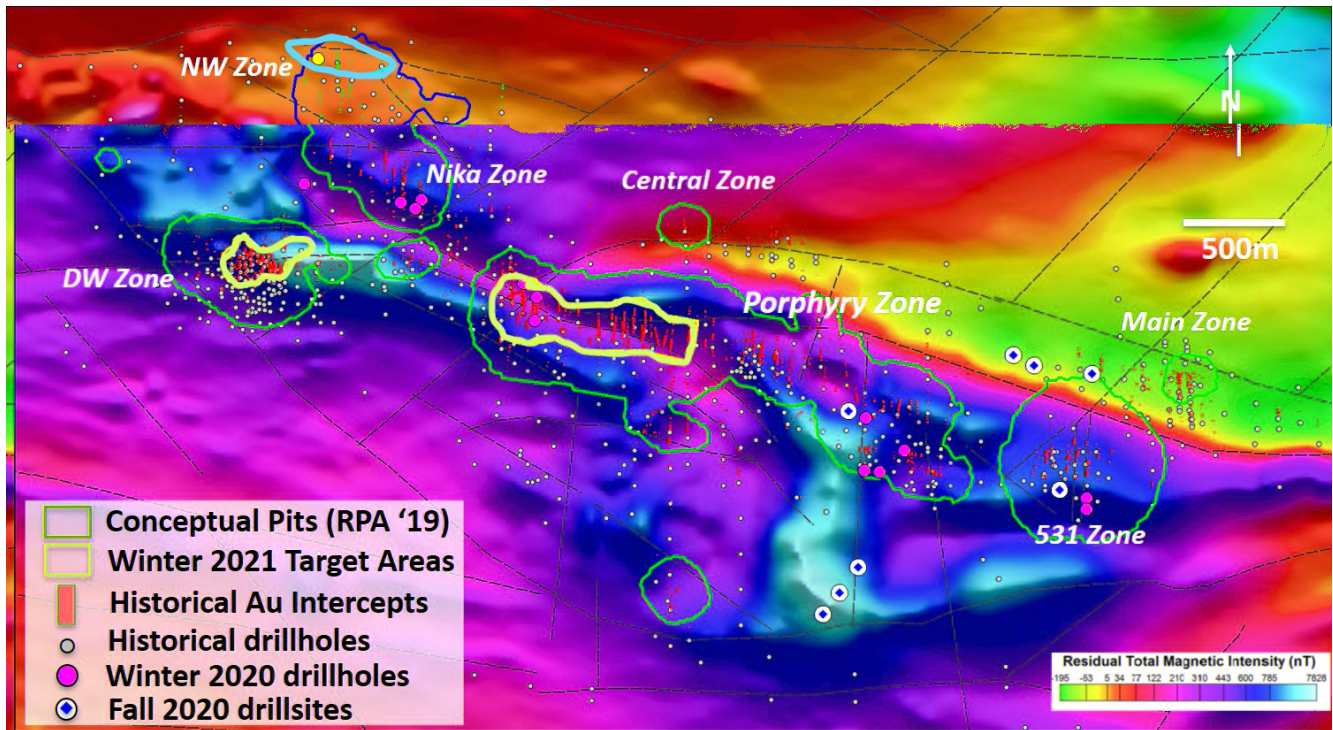 NW Zone
N
Nika Zone
Central Zone
500m
DW Zone
Porphyry Zone
Main Zone
531 Zone
Conceptual Pits (RPA ‘19)
Winter 2021 Target Areas
Historical Au Intercepts
Historical drillholes
Winter 2020 drillholes
Fall 2020 drillsites
Residual Total Magnetic Intensity (nT)
-195 -53 5 34 77 122 210 310 443 600 785 7828